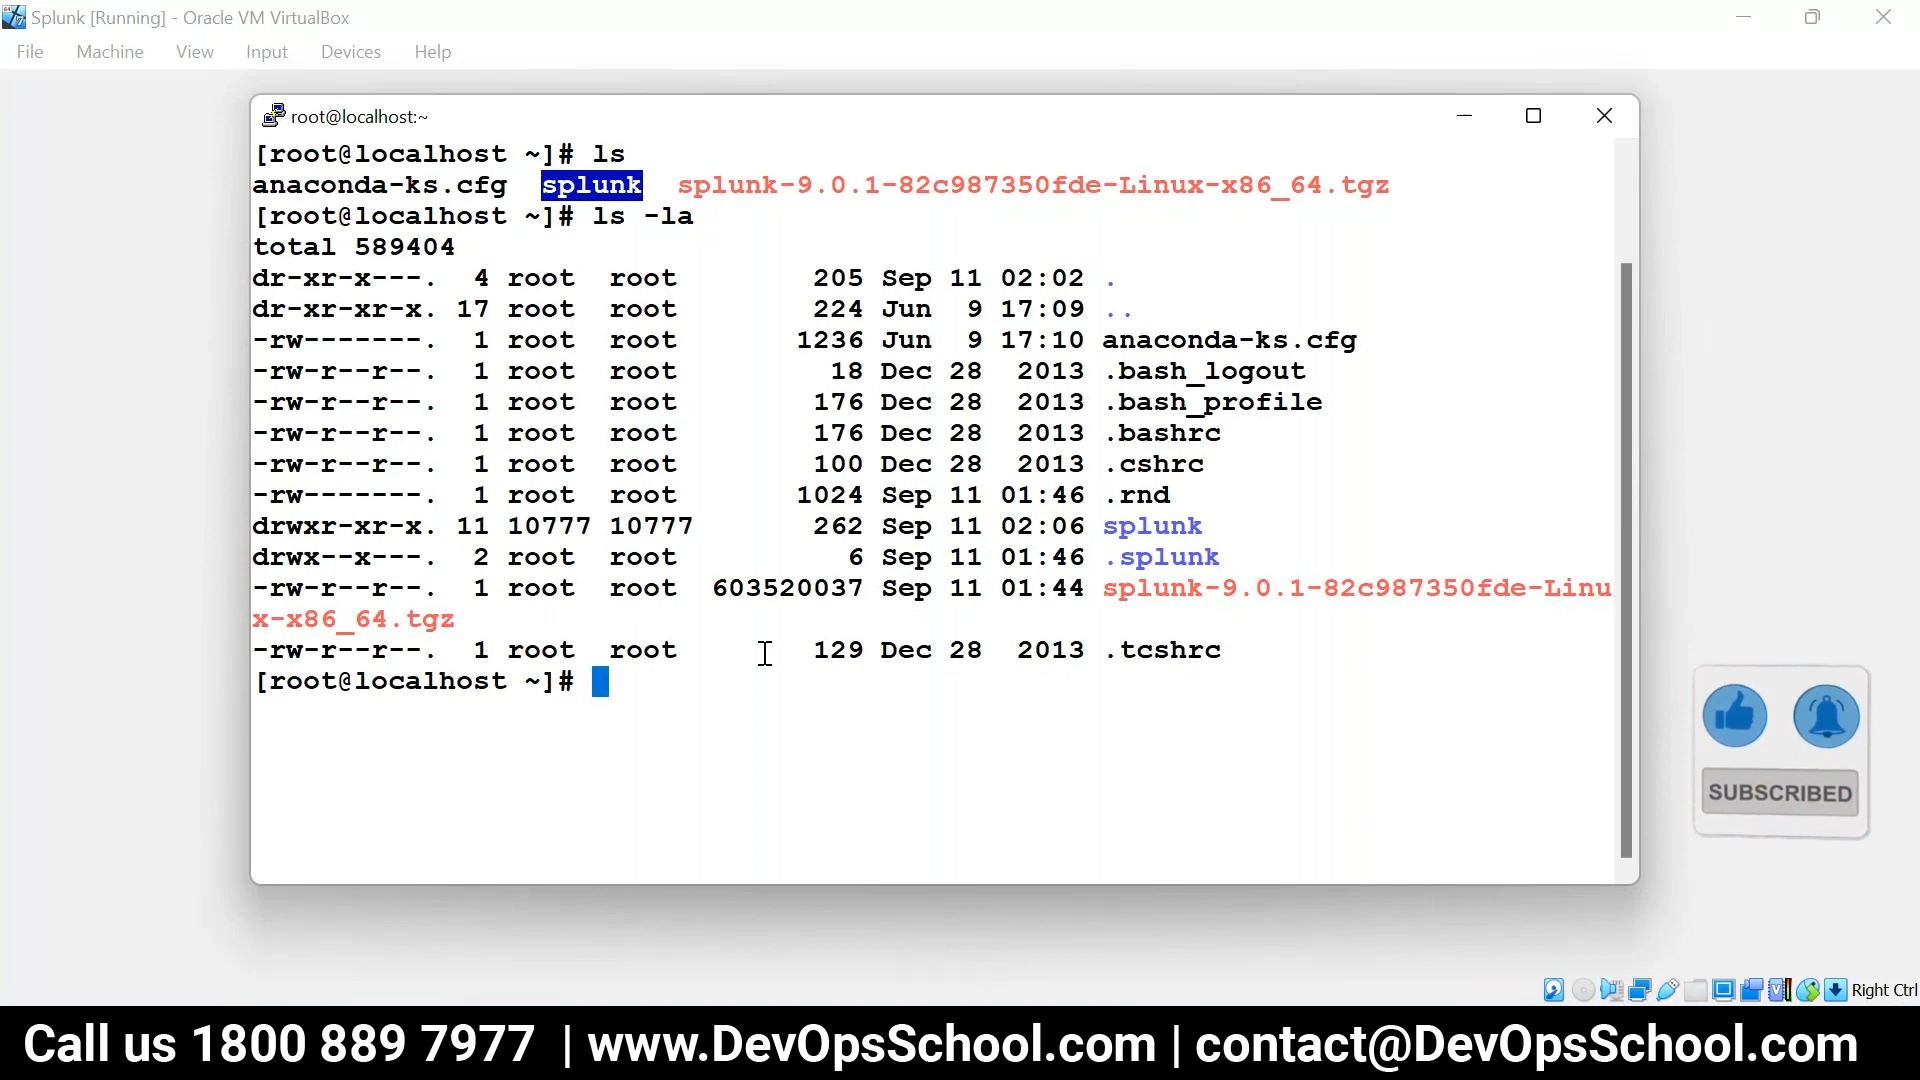 Splunk [Running] - Oracle VM VirtualBox
File Machine View Input Devices Help
root@localhost:~
[root@localhost ~]# ls
anaconda-ks.cfg splunk splunk-9.0.1-82c987350fde-Linux-x86_64.tgz
[root@localhost ~]# ls -la
total 589404
dr-xr-x---. 4 root root 205 Sep 11 02:02 .
dr-xr-xr-x. 17 root root 224 Jun 9 17:09 ..
-rw-------. 1 root root 1236 Jun 9 17:10 anaconda-ks.cfg
-rw-r--r--. 1 root root 18 Dec 28 2013 .bash_logout
-rw-r--r--. 1 root root 176 Dec 28 2013 .bash_profile
-rw-r--r--. 1 root root 176 Dec 28 2013 .bashrc
-rw-r--r--. 1 root root 100 Dec 28 2013 .cshrc
-rw-------. 1 root root 1024 Sep 11 01:46 .rnd
drwxr-xr-x. 11 10777 10777 262 Sep 11 02:06 splunk
drwx--x---. 2 root root 6 Sep 11 01:46 .splunk
-rw-r--r--. 1 root root 603520037 Sep 11 01:44 splunk-9.0.1-82c987350fde-Linu
x-x86_64.tgz
-rw-r--r--. 1 root root 129 Dec 28 2013 .tcshrc
[root@localhost ~]#
SUBSCRIBED
Right Ctrl
Call us 1800 889 7977 | www.DevOpsSchool.com | contact@DevOpsSchool.com